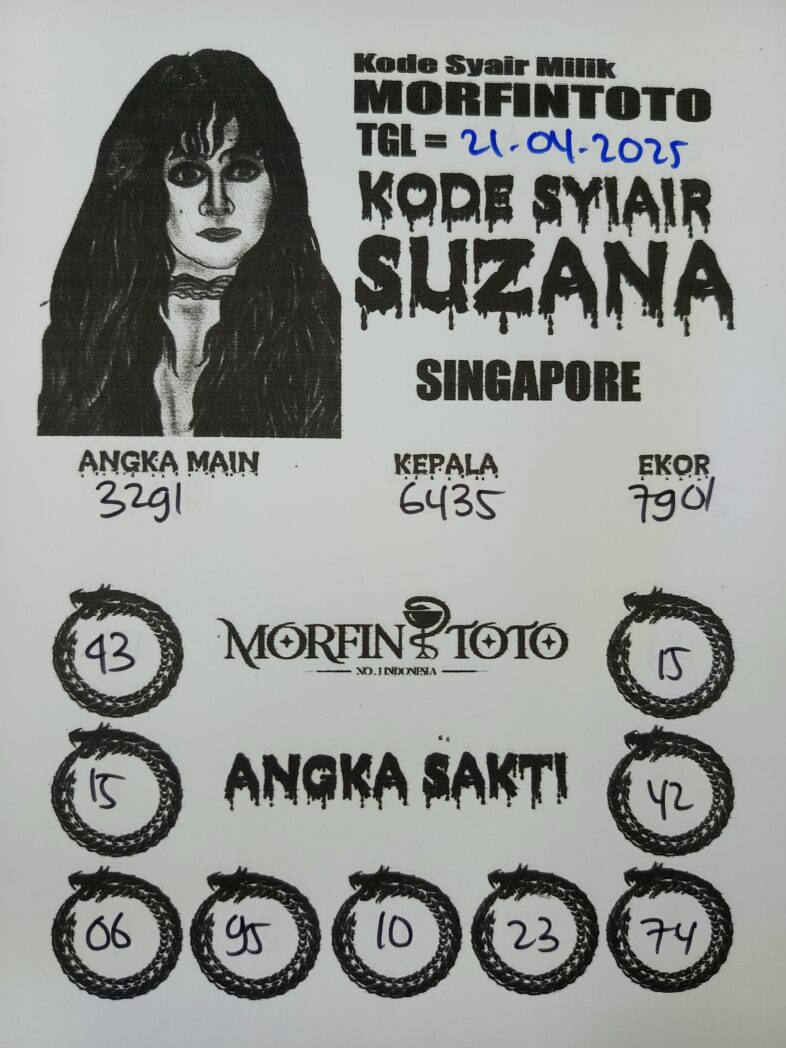 Kode Syair Milik
MORFINTOTO
TGL = 21-04-2025
KODE SYIAIR
SUZANA
SINGAPORE
ANGKA MAIN
3291
KEPALA
6435
EKOR
7901
93
MORFIN TOTO
NO.1 INDONESIA
15
15
ANGKA SAKTI
42
06
95
10
23
74